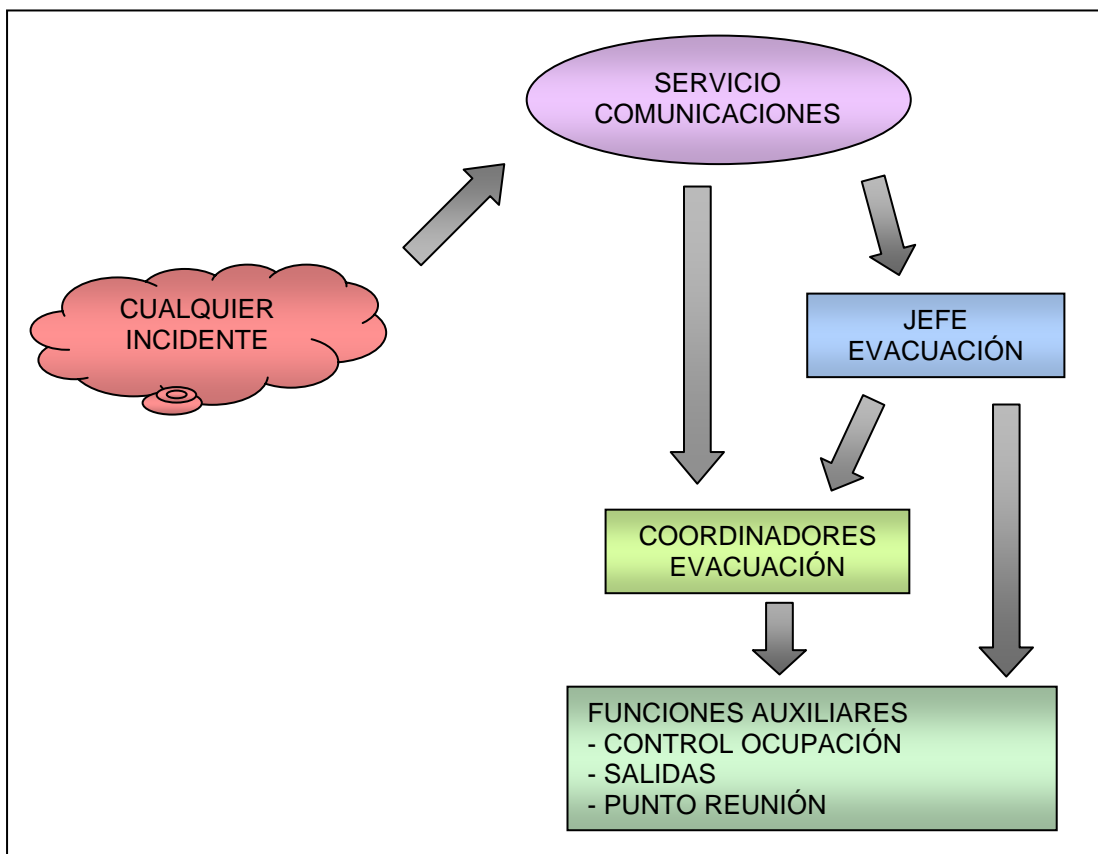 SERVICIO
COMUNICACIONES
CUALQUIER
INCIDENTE
JEFE
EVACUACIÓN
COORDINADORES
EVACUACIÓN
FUNCIONES AUXILIARES
- CONTROL OCUPACIÓN
- SALIDAS
- PUNTO REUNIÓN